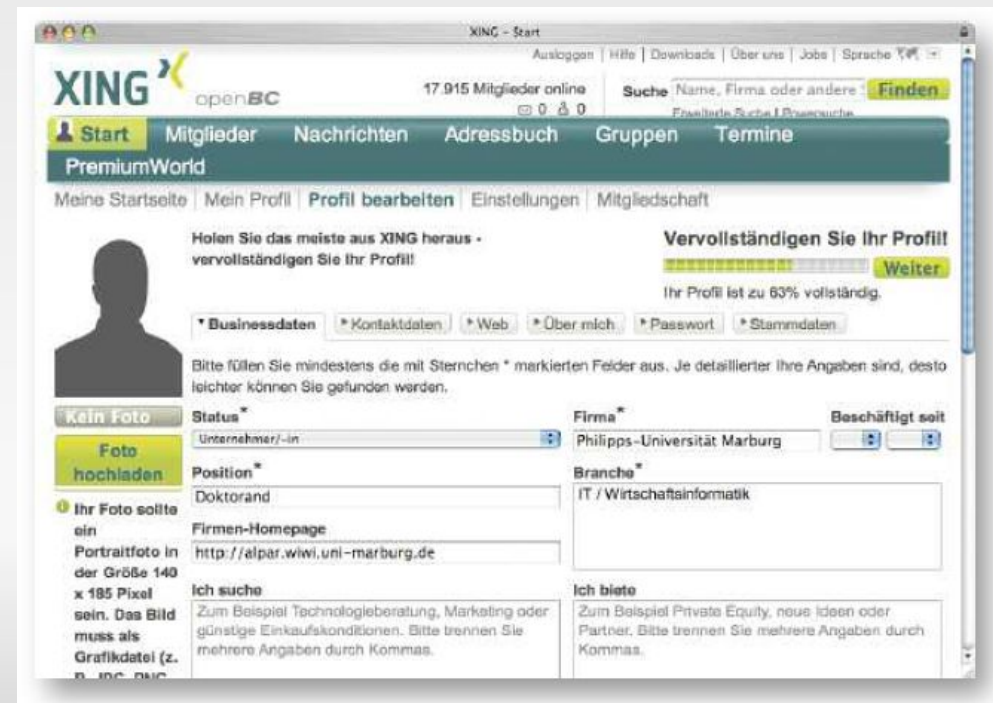 XING - Start
Ausloggen | Hilfe | Downloads | Über uns | Jobs | Sprache
XING openBC
17.915 Mitglieder online
0 0
Suche Name, Firma oder andere Finden
Erweiterte Suche | Powersuche
Start Mitglieder Nachrichten Adressbuch Gruppen Termine
PremiumWorld
Meine Startseite | Mein Profil | Profil bearbeiten | Einstellungen | Mitgliedschaft
Holen Sie das meiste aus XING heraus -
vervollständigen Sie Ihr Profil!
Vervollständigen Sie Ihr Profil!
Weiter
Ihr Profil ist zu 63% vollständig.
Businessdaten Kontaktdaten Web Über mich Passwort Stammdaten
Bitte füllen Sie mindestens die mit Sternchen * markierten Felder aus. Je detaillierter Ihre Angaben sind, desto
leichter können Sie gefunden werden.
Kein Foto
Foto
hochladen
Ihr Foto sollte
ein
Portraitfoto in
der Größe 140
x 185 Pixel
sein. Das Bild
muss als
Grafikdatei (z.
B. JPG, PNG
Status*
Unternehmer/-in
Firma*
Philipps-Universität Marburg
Beschäftigt seit
Position*
Doktorand
Branche*
IT / Wirtschaftsinformatik
Firmen-Homepage
http://alpar.wiwi.uni-marburg.de
Ich suche
Zum Beispiel Technologieberatung, Marketing oder
günstige Einkaufskonditionen. Bitte trennen Sie
mehrere Angaben durch Kommas.
Ich biete
Zum Beispiel Private Equity, neue Ideen oder
Partner. Bitte trennen Sie mehrere Angaben durch
Kommas.